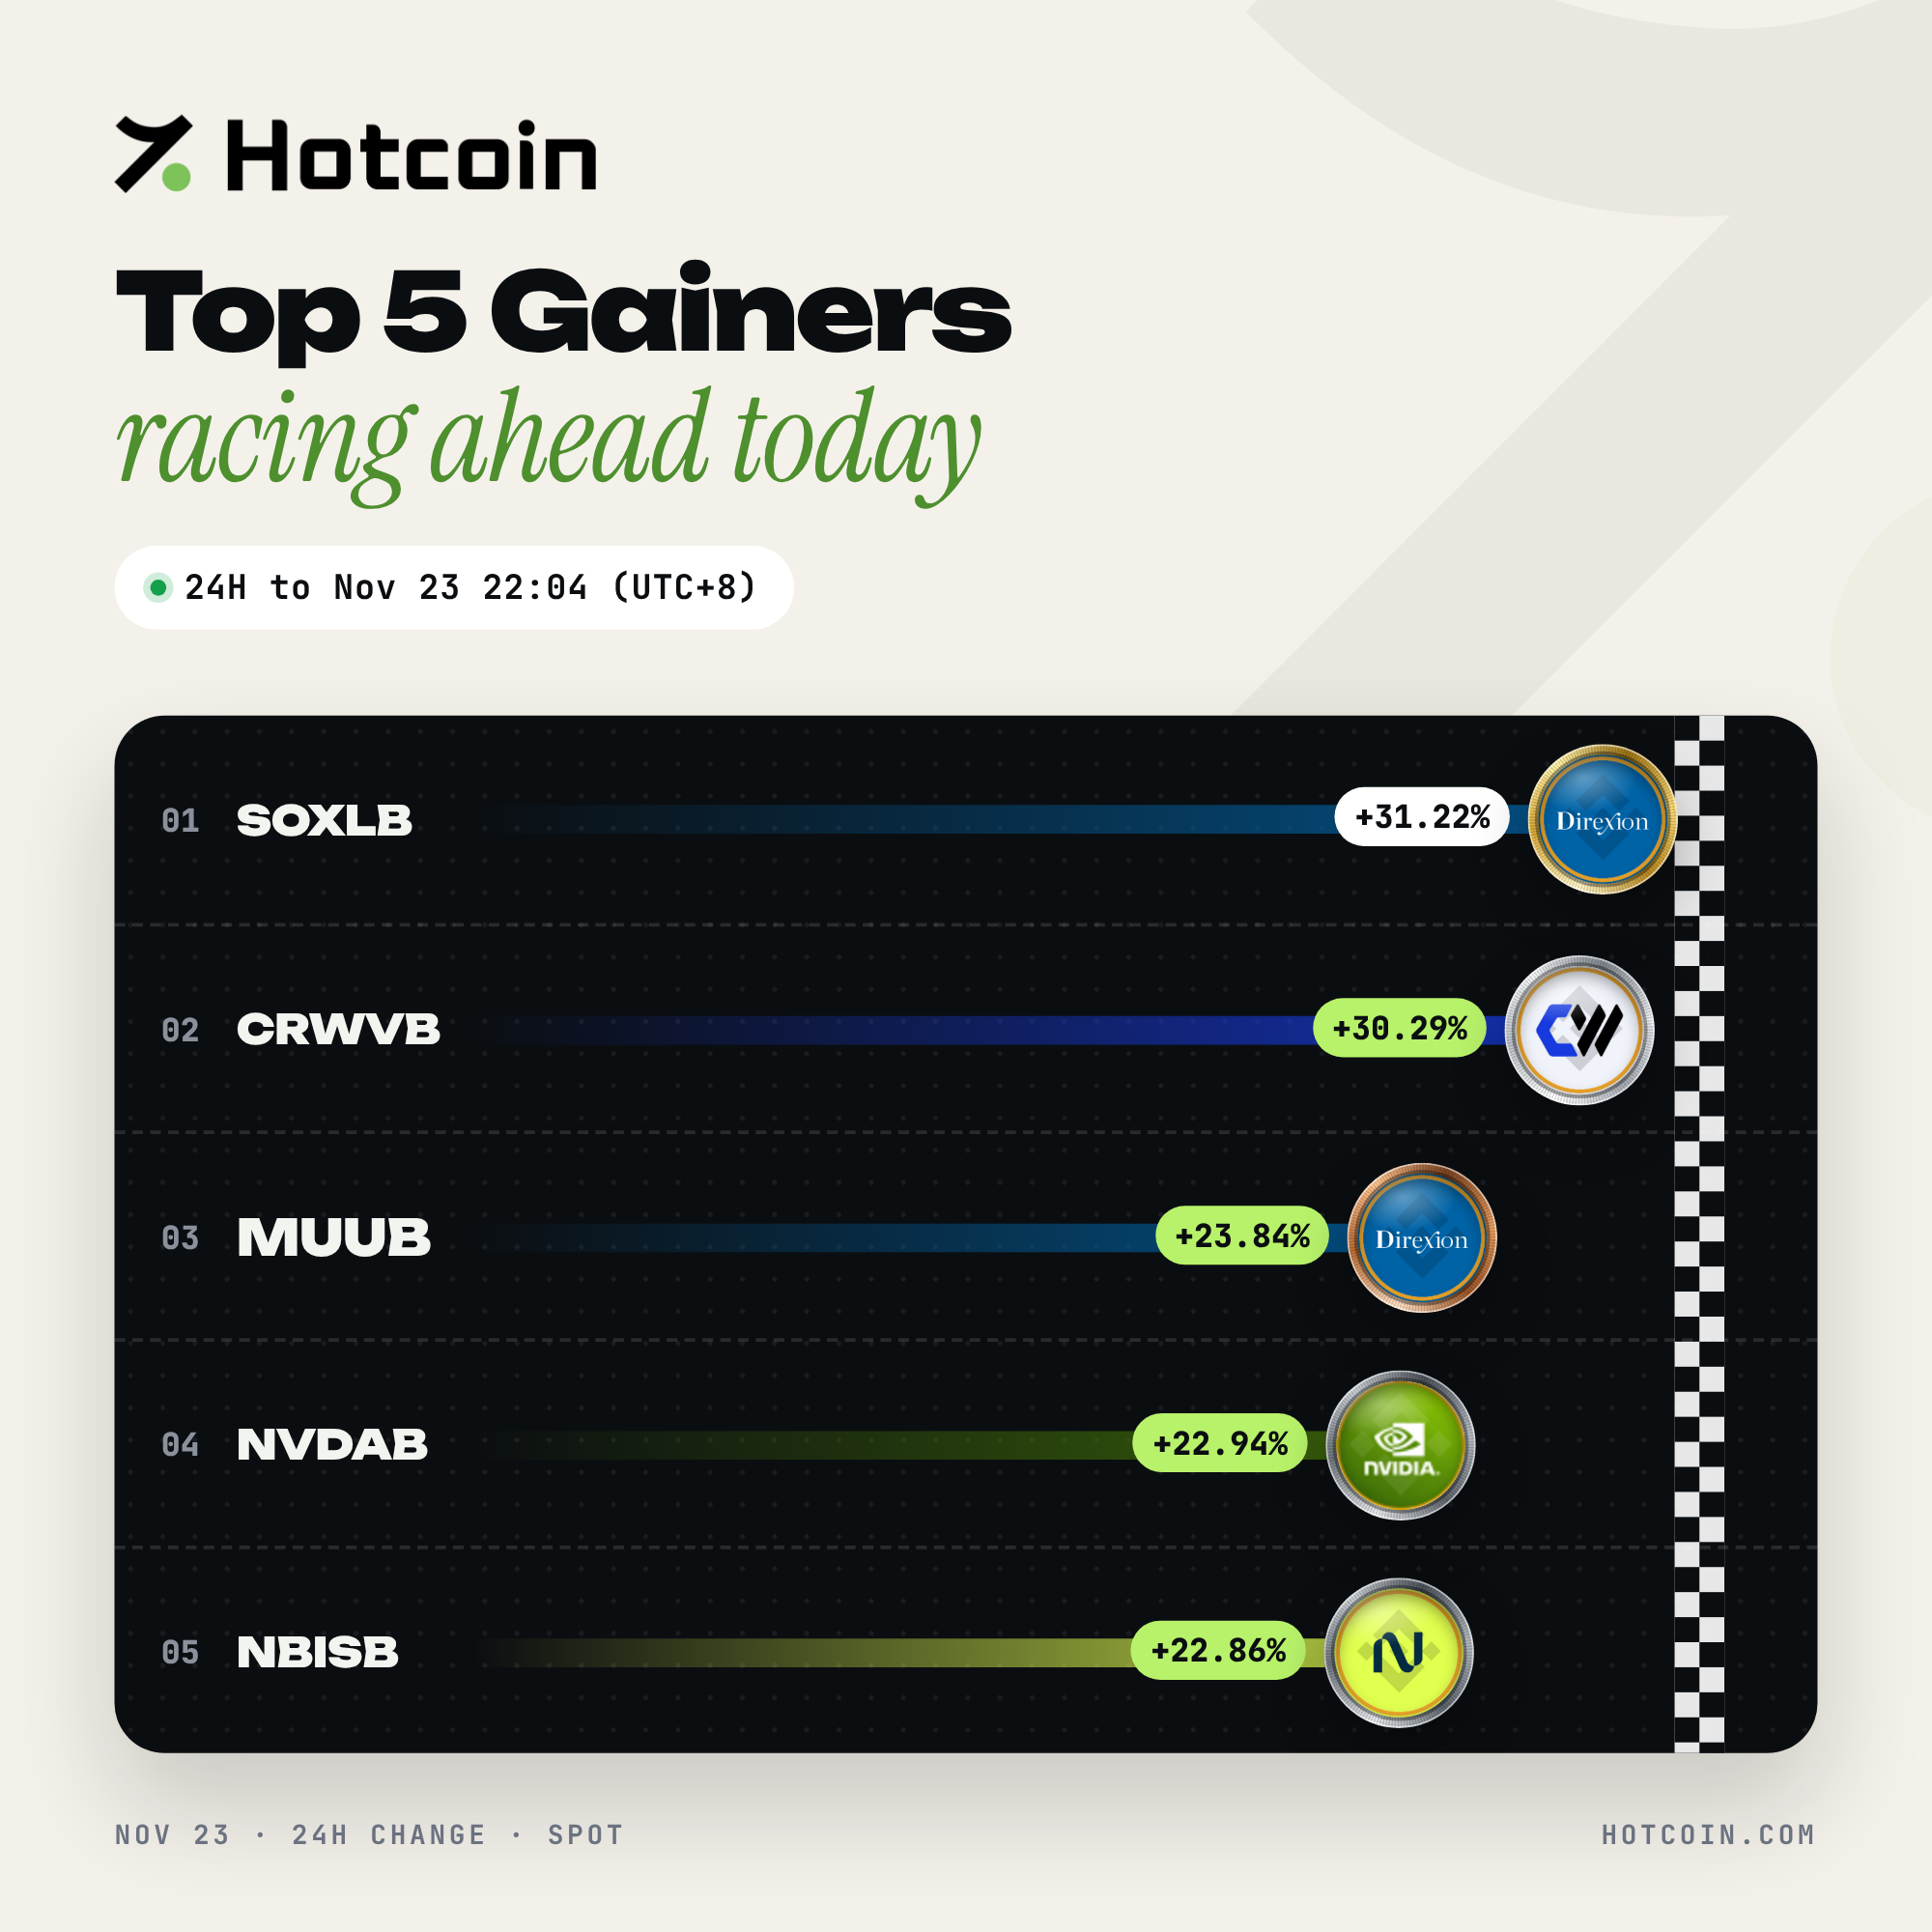 Hotcoin
Top 5 Gainers
racing ahead today
24H to Nov 23 22:04 (UTC+8)
01 SOXLB +31.22% Direxion
02 CRWVB +30.29% CW
03 MUUB +23.84% Direxion
04 NVDAB +22.94% NVIDIA.
05 NBISB +22.86% N
NOV 23 · 24H CHANGE · SPOT HOTCOIN.COM